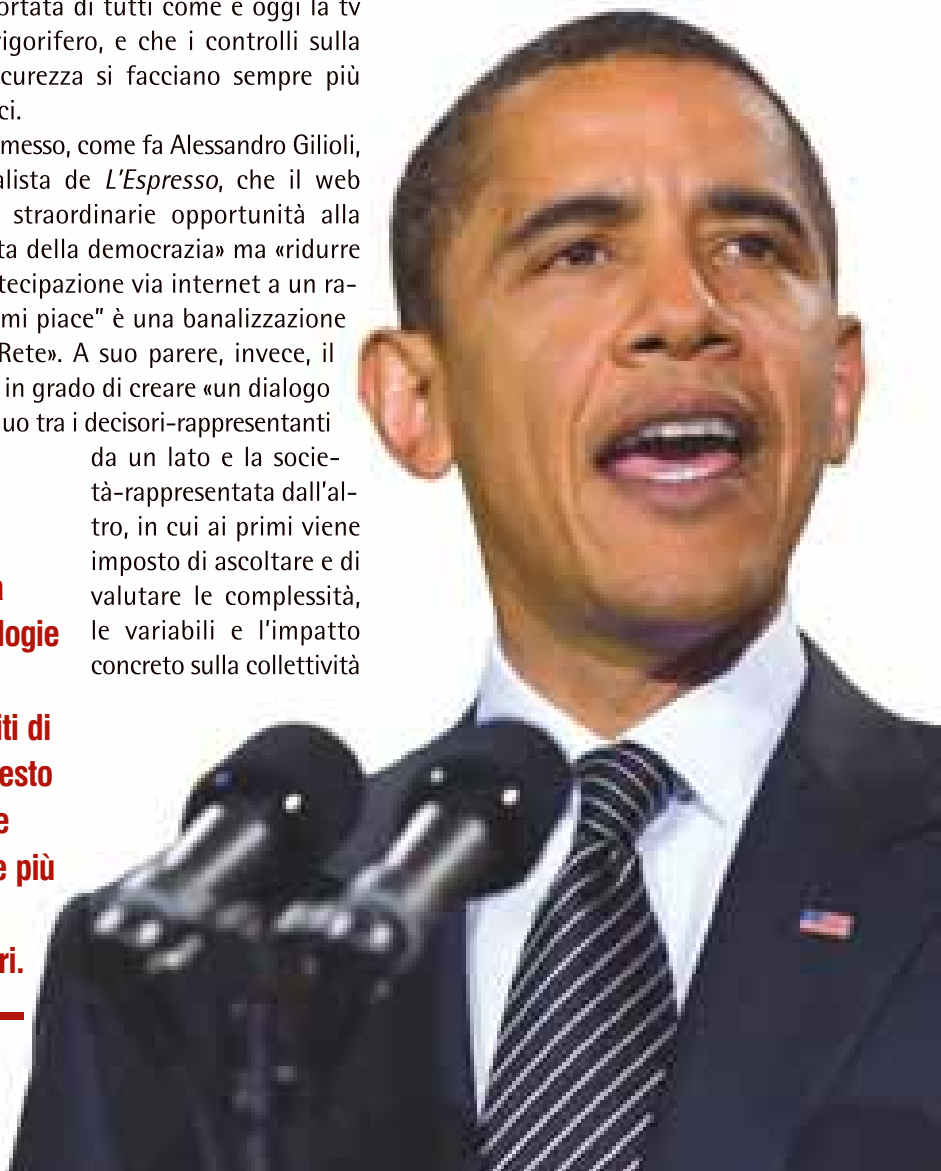 ortata di tutti come è oggi la tv
rigorifero, e che i controlli sulla
curezza si facciano sempre più
ci.
messo, come fa Alessandro Gilioli,
alista de L'Espresso, che il web
straordinarie opportunità alla
ta della democrazia» ma «ridurre
tecipazione via internet a un ra-
mi piace” è una banalizzazione
Rete». A suo parere, invece, il
in grado di creare «un dialogo
uo tra i decisori-rappresentanti
da un lato e la socie-
tà-rappresentata dall'al-
tro, in cui ai primi viene
imposto di ascoltare e di
valutare le complessità,
le variabili e l'impatto
concreto sulla collettività
a
logie
iti di
esto
e
e più
ri.